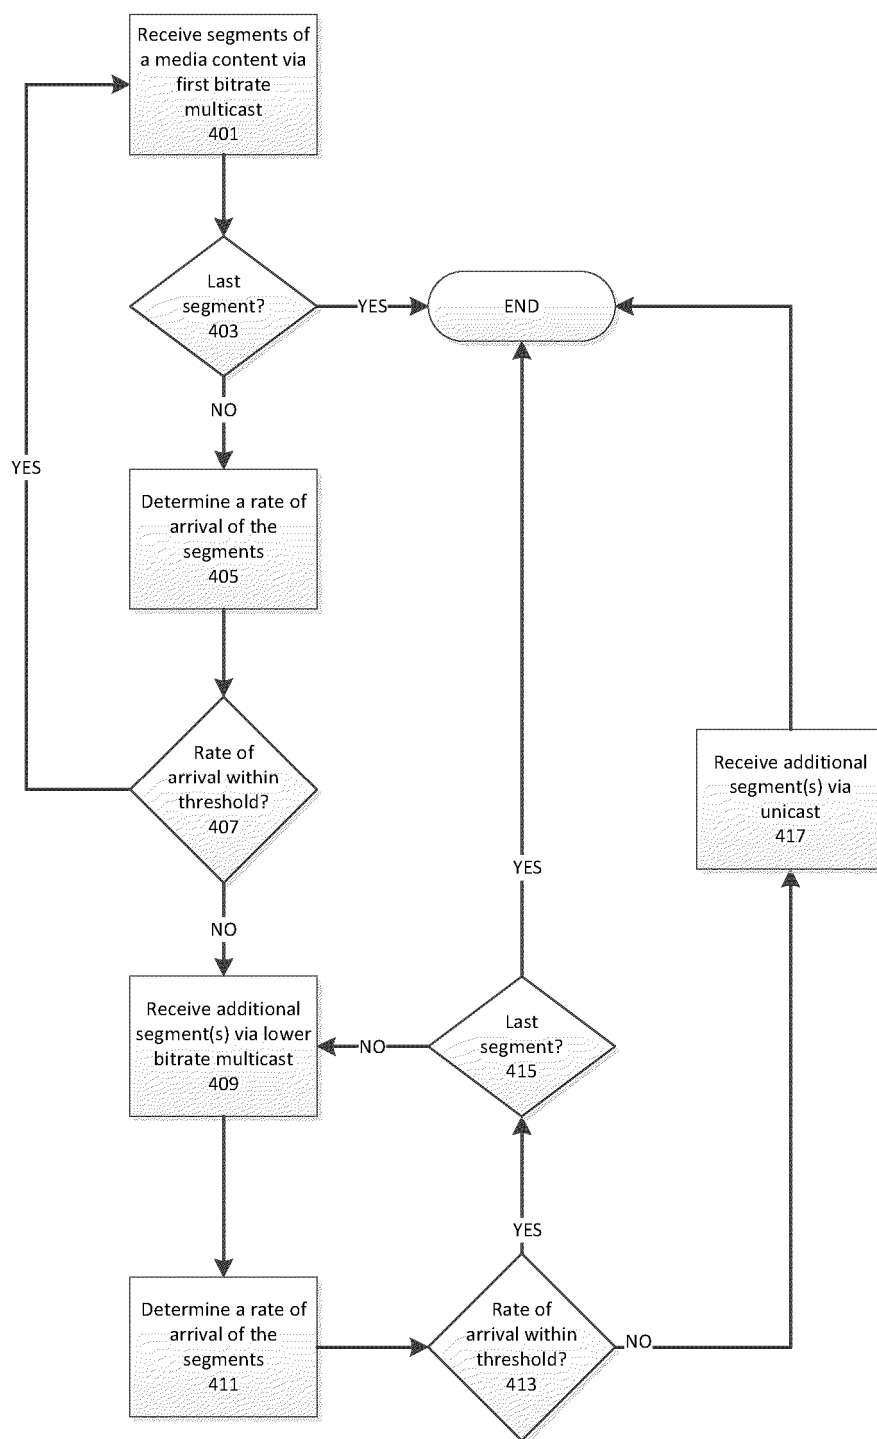 Receive segments of
a media content via
first bitrate
multicast
401
Last
segment?
403
YES
END
NO
YES
Determine a rate of
arrival of the
segments
405
Rate of
arrival within
threshold?
407
Receive additional
segment(s) via
unicast
417
YES
NO
Receive additional
segment(s) via lower
bitrate multicast
409
NO
Last
segment?
415
YES
Determine a rate of
arrival of the
segments
411
Rate of
arrival within
threshold?
413
NO